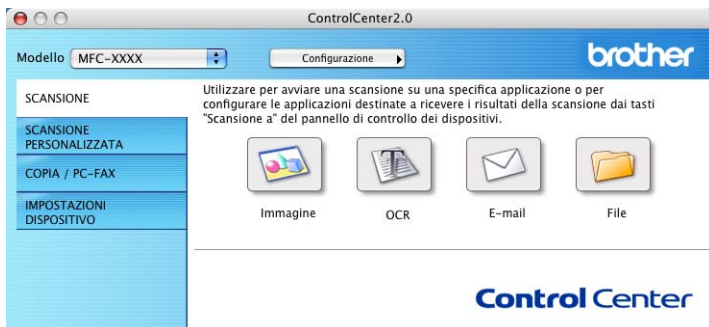 ControlCenter2.0
Modello MFC-XXXX Configurazione brother
SCANSIONE
SCANSIONE
PERSONALIZZATA
COPIA / PC-FAX
IMPOSTAZIONI
DISPOSITIVO
Utilizzare per avviare una scansione su una specifica applicazione o per
configurare le applicazioni destinate a ricevere i risultati della scansione dai tasti
"Scansione a" del pannello di controllo dei dispositivi.
Immagine OCR E-mail File
Control Center